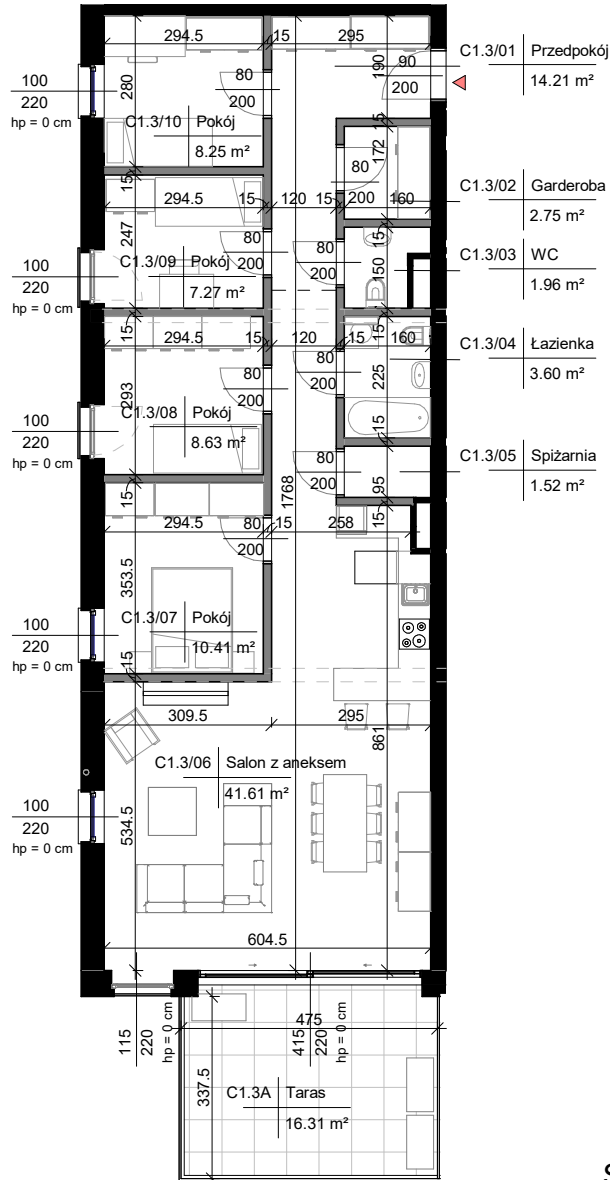 294.5
15
295
C1.3/01 Przedpokój
14.21 m²
190
90
200
100
220
hp = 0 cm
280
80
200
C1.3/10 Pokój
8.25 m²
15
172
80
200
160
C1.3/02 Garderoba
2.75 m²
15
294.5
15
120
15
247
80
200
C1.3/09 Pokój
7.27 m²
100
220
hp = 0 cm
80
200
15
150
C1.3/03 WC
1.96 m²
15
294.5
15
120
15
15
160
C1.3/04 Łazienka
3.60 m²
293
80
200
80
200
225
C1.3/08 Pokój
8.63 m²
100
220
hp = 0 cm
15
80
200
95
C1.3/05 Spiżarnia
1.52 m²
15
1768
15
294.5
80
200
15
258
353.5
C1.3/07 Pokój
10.41 m²
100
220
hp = 0 cm
15
309.5
295
861
C1.3/06 Salon z aneksem
41.61 m²
100
220
hp = 0 cm
534.5
604.5
115
220
hp = 0 cm
475
415
220
hp = 0 cm
337.5
C1.3A Taras
16.31 m²